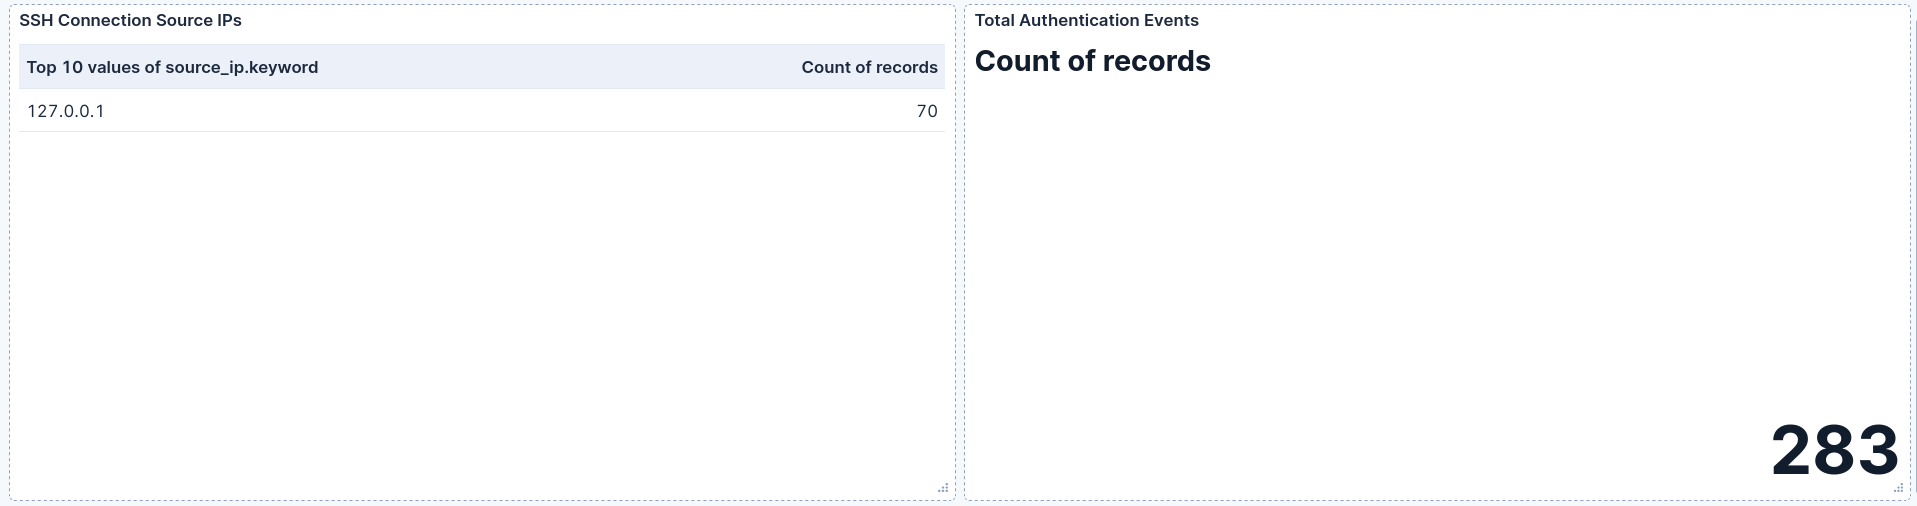 SSH Connection Source IPs
Top 10 values of source_ip.keyword Count of records
127.0.0.1 70
Total Authentication Events
Count of records
283